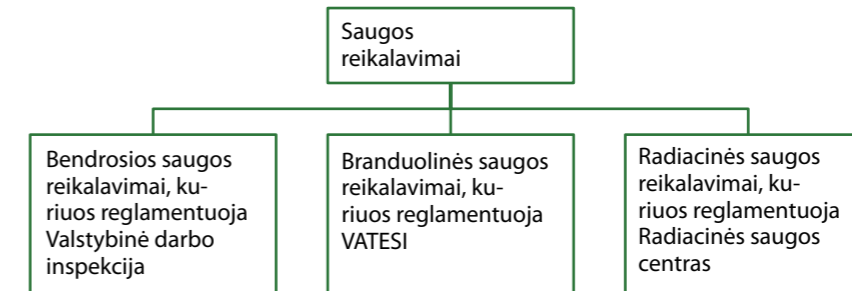 Saugos
reikalavimai
Bendrosios saugos
reikalavimai, ku-
riuos reglamentuoja
Valstybinė darbo
inspekcija
Branduolinės saugos
reikalavimai, ku-
riuos reglamentuoja
VATESI
Radiacinės saugos
reikalavimai, ku-
riuos reglamentuoja
Radiacinės saugos
centras